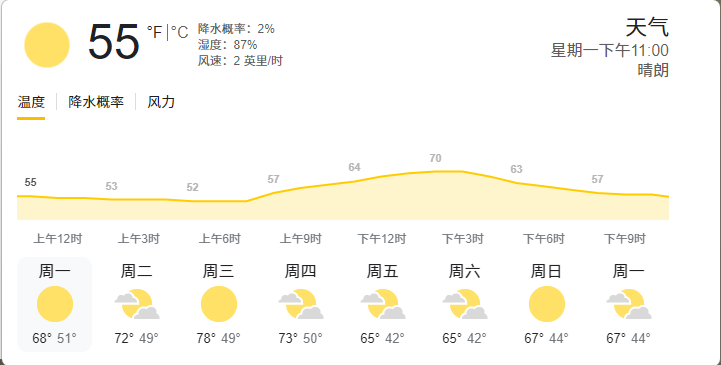 55 °F | °C
降水概率：2%
湿度：87%
风速：2 英里/时
天气
星期一下午11:00
晴朗
温度 降水概率 风力
55 53 52 57 64 70 63 57
上午12时 上午3时 上午6时 上午9时 下午12时 下午3时 下午6时 下午9时
周一 周二 周三 周四 周五 周六 周日 周一
68° 51° 72° 49° 78° 49° 73° 50° 65° 42° 65° 42° 67° 44° 67° 44°